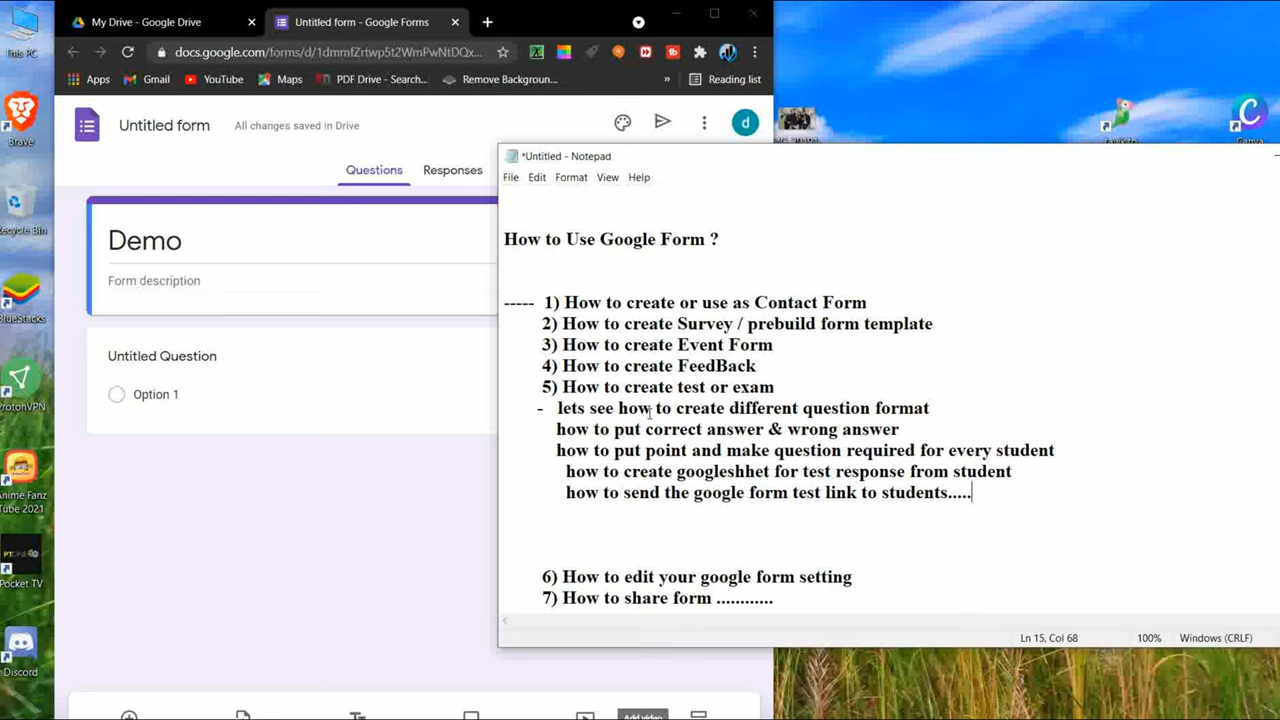 This PC
Brave
Recycle Bin
BlueStacks
ProtonVPN
Anime Fanz
Tube 2021
Pocket TV
Discord
My Drive - Google Drive
Untitled form - Google Forms
docs.google.com/forms/d/1dmmfZrtwp5t2WmPwNtDQx...
Apps
Gmail
YouTube
Maps
PDF Drive - Search...
Remove Backgroun...
»
Reading list
Untitled form
All changes saved in Drive
d
Questions
Responses
Demo
Form description
Untitled Question
Option 1
Add video
Canva
*Untitled - Notepad
File Edit Format View Help
How to Use Google Form ?
----- 1) How to create or use as Contact Form
2) How to create Survey / prebuild form template
3) How to create Event Form
4) How to create FeedBack
5) How to create test or exam
- lets see how to create different question format
how to put correct answer & wrong answer
how to put point and make question required for every student
how to create googleshhet for test response from student
how to send the google form test link to students.....
6) How to edit your google form setting
7) How to share form ............
Ln 15, Col 68
100%
Windows (CRLF)